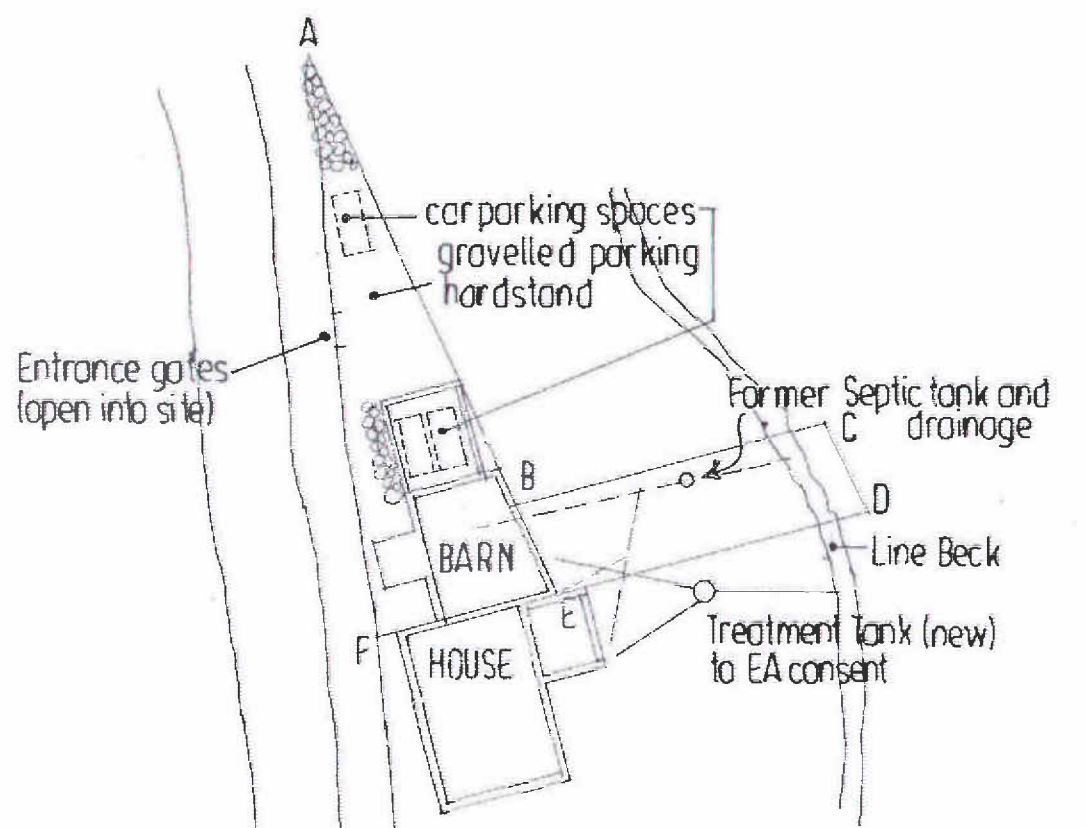 A
car parking spaces
gravelled parking
hardstand
Entrance gates
(open into site)
Former Septic tank and
drainage
C
B
D
BARN
Line Beck
E
F
HOUSE
Treatment Tank (new)
to EA consent